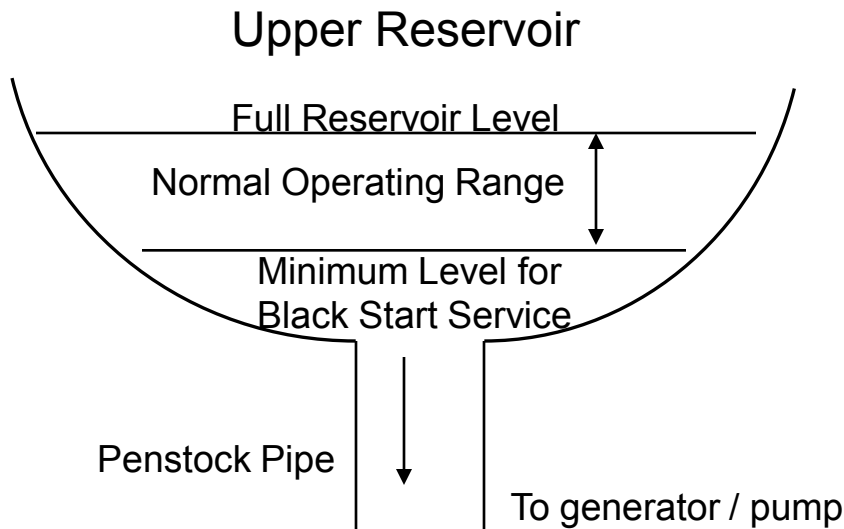 Upper Reservoir
Full Reservoir Level
Normal Operating Range
Minimum Level for
Black Start Service
Penstock Pipe
To generator / pump